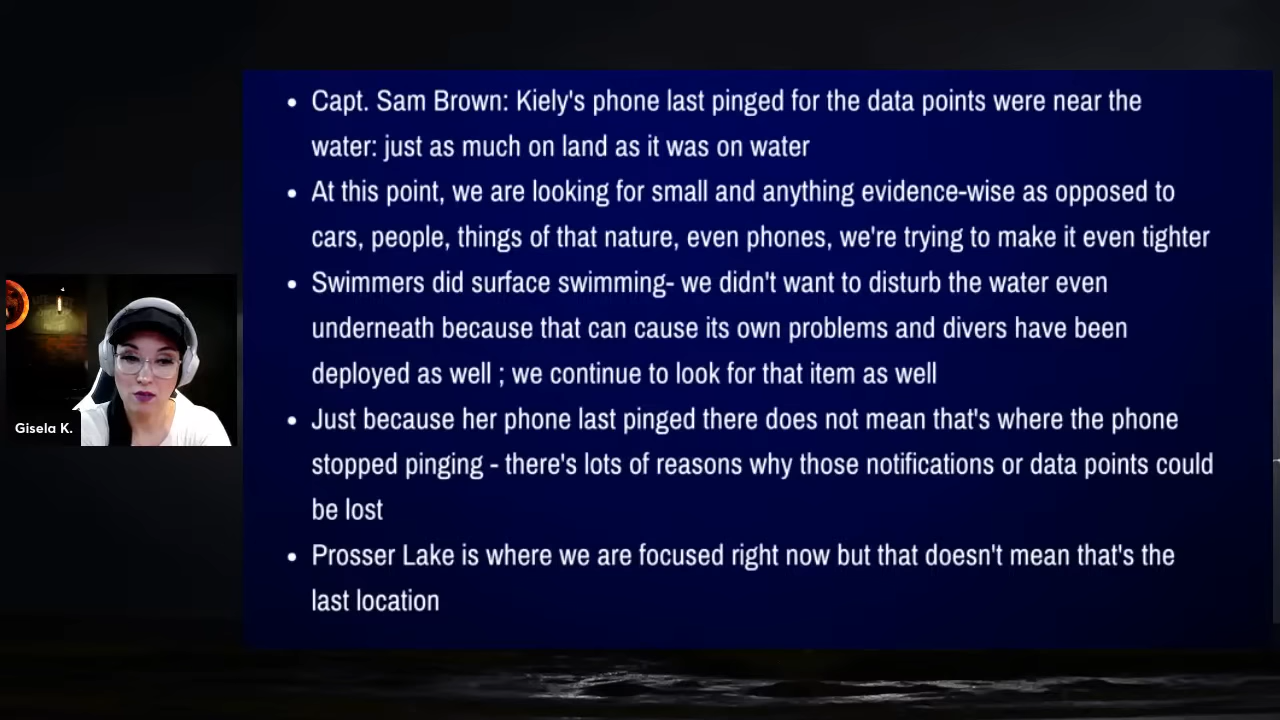 • Capt. Sam Brown: Kiely's phone last pinged for the data points were near the
water: just as much on land as it was on water
• At this point, we are looking for small and anything evidence-wise as opposed to
cars, people, things of that nature, even phones, we're trying to make it even tighter
• Swimmers did surface swimming- we didn't want to disturb the water even
underneath because that can cause its own problems and divers have been
deployed as well ; we continue to look for that item as well
• Just because her phone last pinged there does not mean that's where the phone
stopped pinging - there's lots of reasons why those notifications or data points could
be lost
• Prosser Lake is where we are focused right now but that doesn't mean that's the
last location
Gisela K.